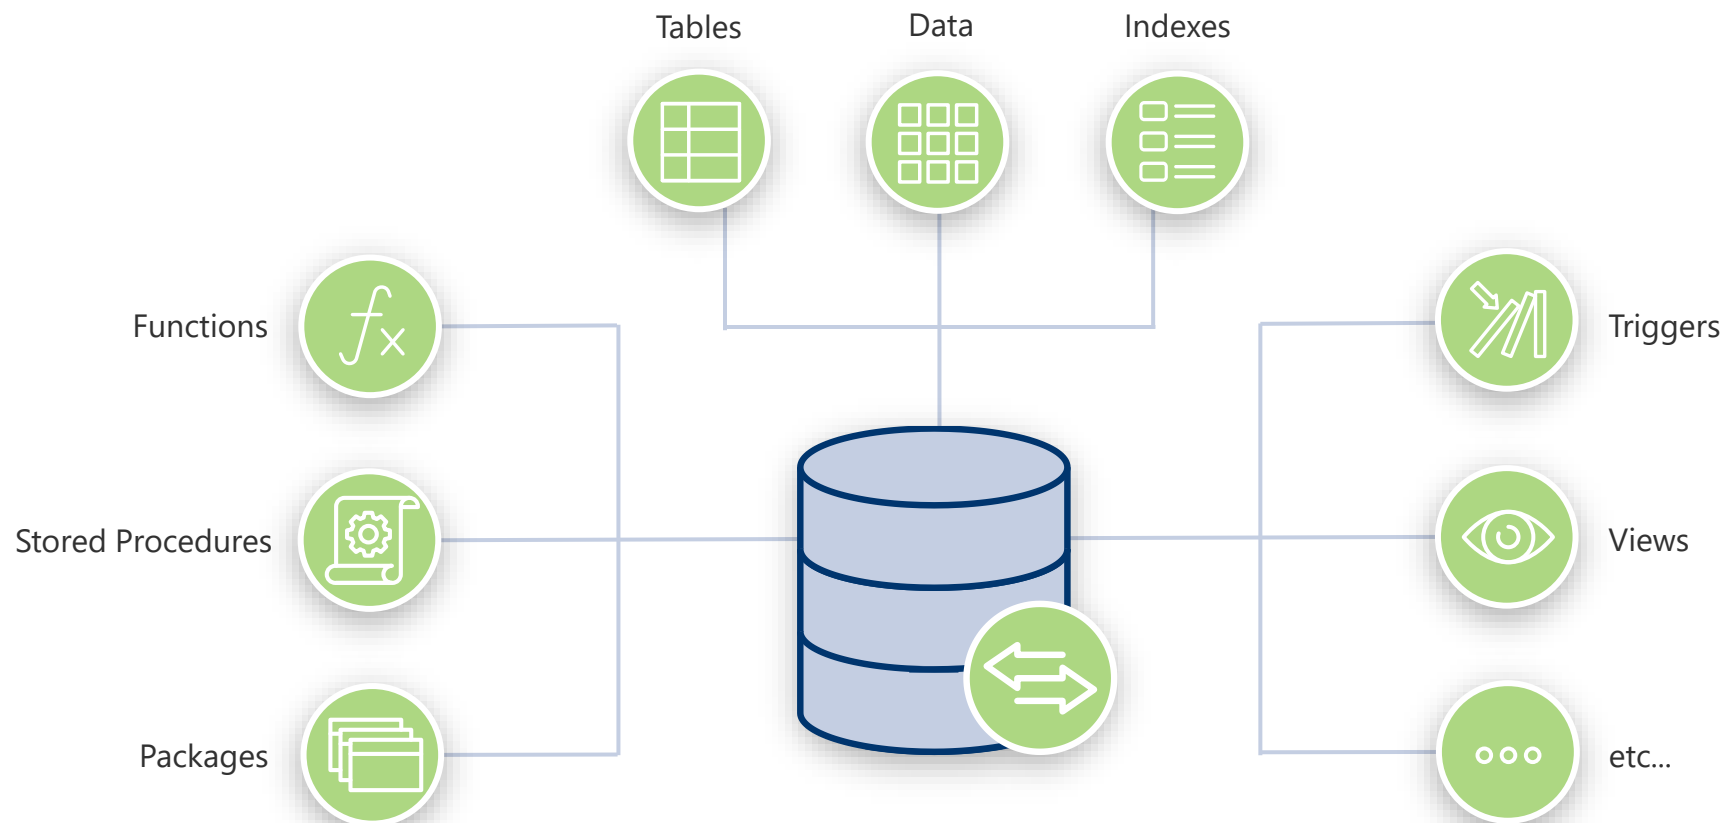 Tables
Data
Indexes
Functions
Triggers
Stored Procedures
Views
Packages
etc...